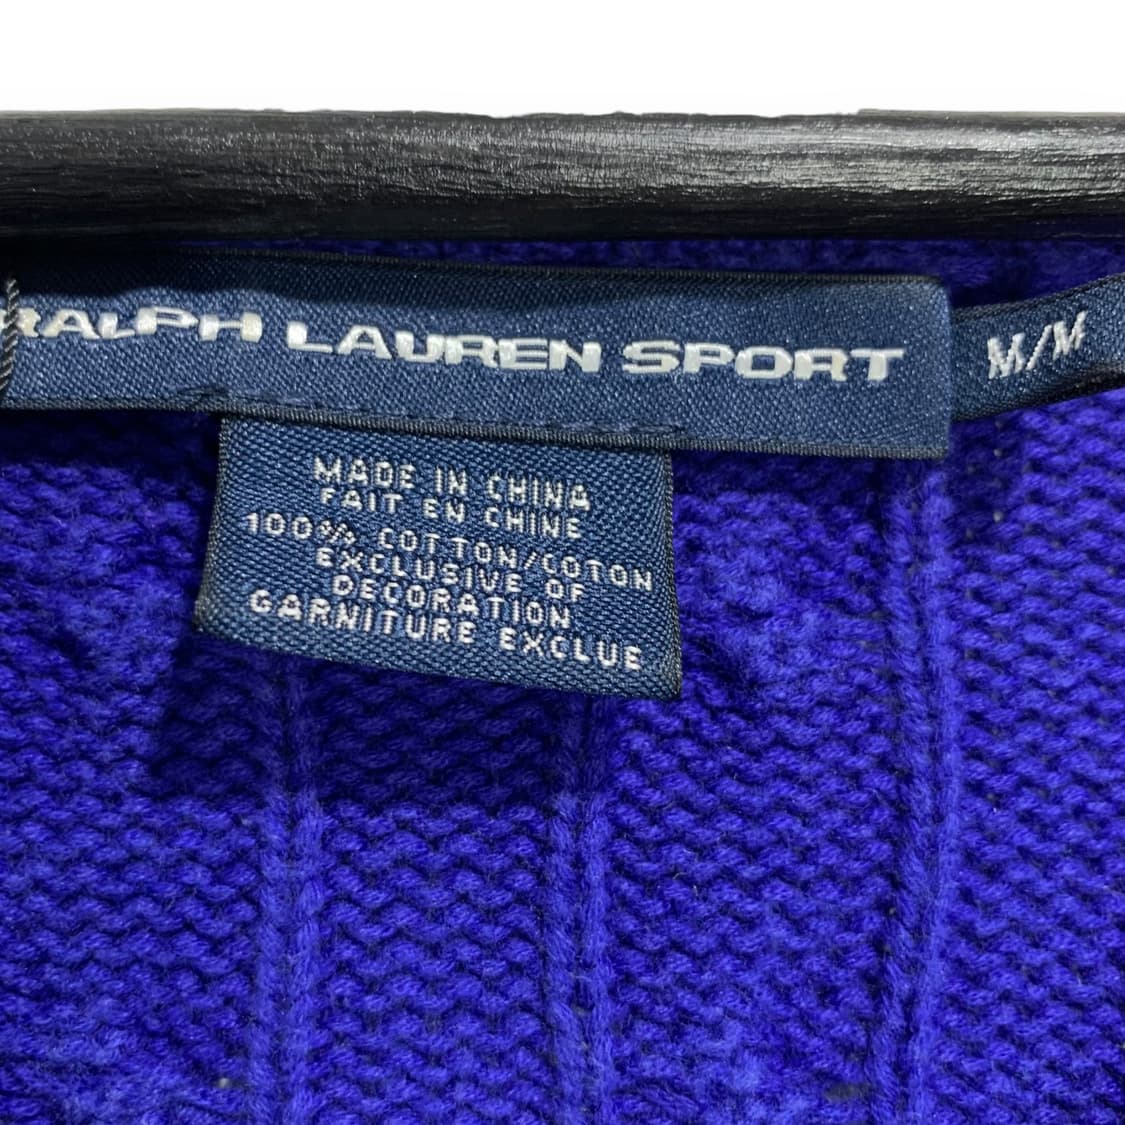 RALPH LAUREN SPORT
M/M
MADE IN CHINA
FAIT EN CHINE
100% COTTON/COTON
EXCLUSIVE OF
DECORATION
GARNITURE EXCLUE